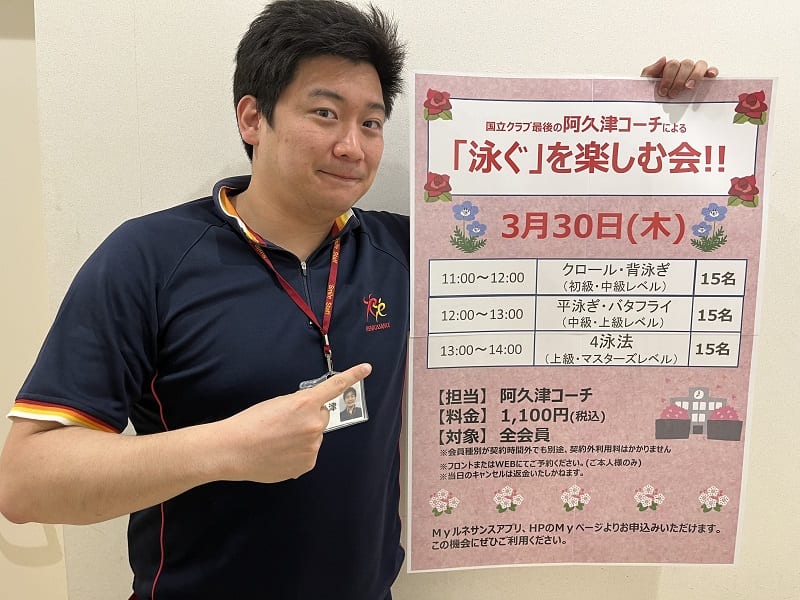 国立クラブ最後の阿久津コーチによる
「泳ぐ」を楽しむ会!!
3月30日(木)
11:00～12:00 クロール・背泳ぎ 15名
(初級・中級レベル)
12:00～13:00 平泳ぎ・バタフライ 15名
(中級・上級レベル)
13:00～14:00 4泳法 15名
(上級・マスターズレベル)
【担当】 阿久津コーチ
【料金】 1,100円(税込)
【対象】 全会員
※会員種別が契約時間外でも別途、契約外利用料はかかりません
※フロントまたはWEBにてご予約ください。(ご本人様のみ)
※当日のキャンセルは返金いたしかねます。
Myルネサンスアプリ、HPのMyページよりお申込みいただけます。
この機会にぜひご利用ください。
RENAISSANCE
津